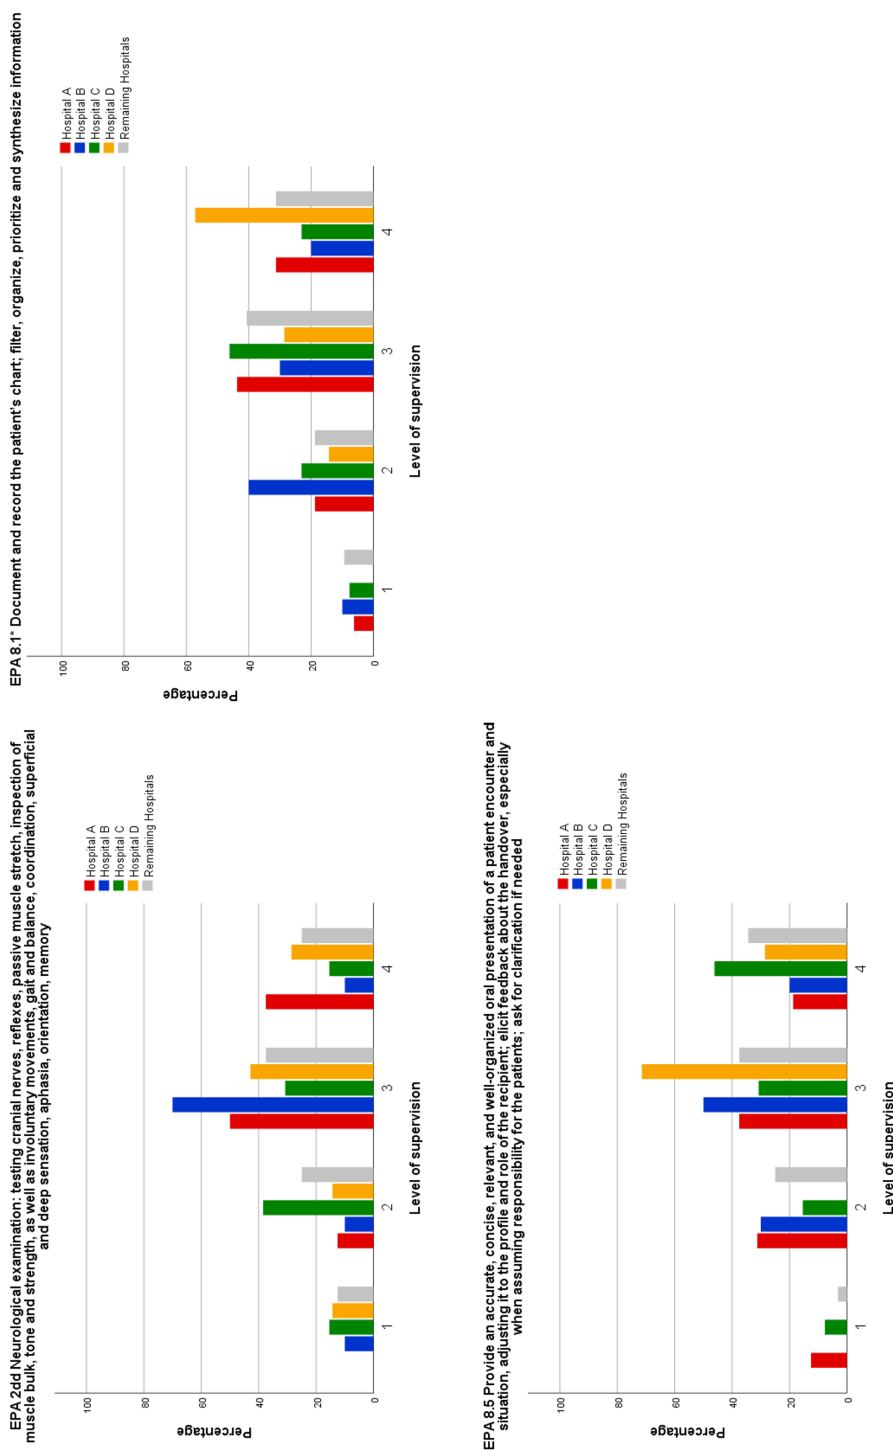 EPA 2dd Neurological examination: testing cranial nerves, reflexes, passive muscle stretch, inspection of
muscle bulk, tone and strength, as well as involuntary movements, gait and balance, coordination, superficial
and deep sensation, aphasia, orientation, memory
Hospital A
Hospital B
Hospital C
Hospital D
Remaining Hospitals
100
80
60
40
20
0
Percentage
1
2
3
4
Level of supervision
EPA 8.1* Document and record the patient's chart; filter, organize, prioritize and synthesize information
Hospital A
Hospital B
Hospital C
Hospital D
Remaining Hospitals
100
80
60
40
20
0
Percentage
1
2
3
4
Level of supervision
EPA 8.5 Provide an accurate, concise, relevant, and well-organized oral presentation of a patient encounter and
situation, adjusting it to the profile and role of the recipient; elicit feedback about the handover, especially
when assuming responsibility for the patients; ask for clarification if needed
Hospital A
Hospital B
Hospital C
Hospital D
Remaining Hospitals
100
80
60
40
20
0
Percentage
1
2
3
4
Level of supervision